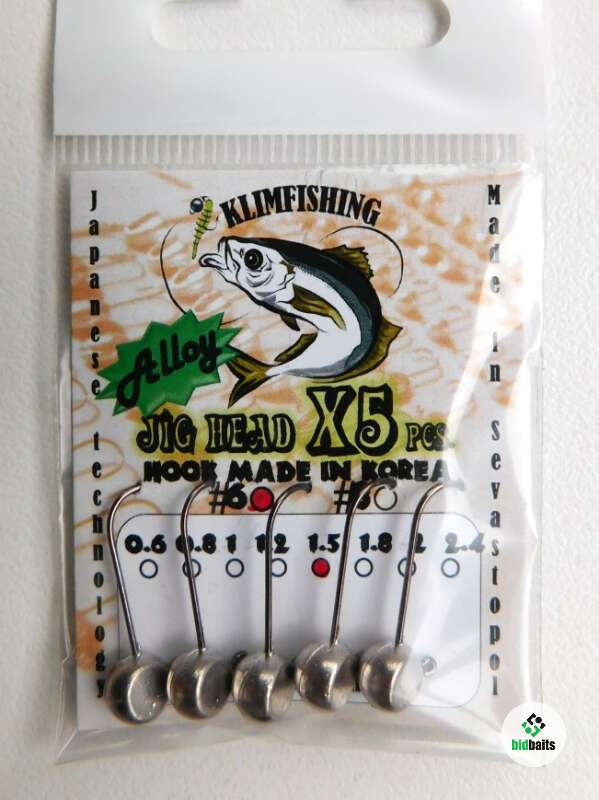 KLIMFISHING
Japanese technology
Made in Sevastopol
Alloy
JIG HEAD X5 PCS.
HOOK MADE IN KOREA
#6
0.6 0.8 1 1.2 1.5 1.8 2 2.4
bidbaits